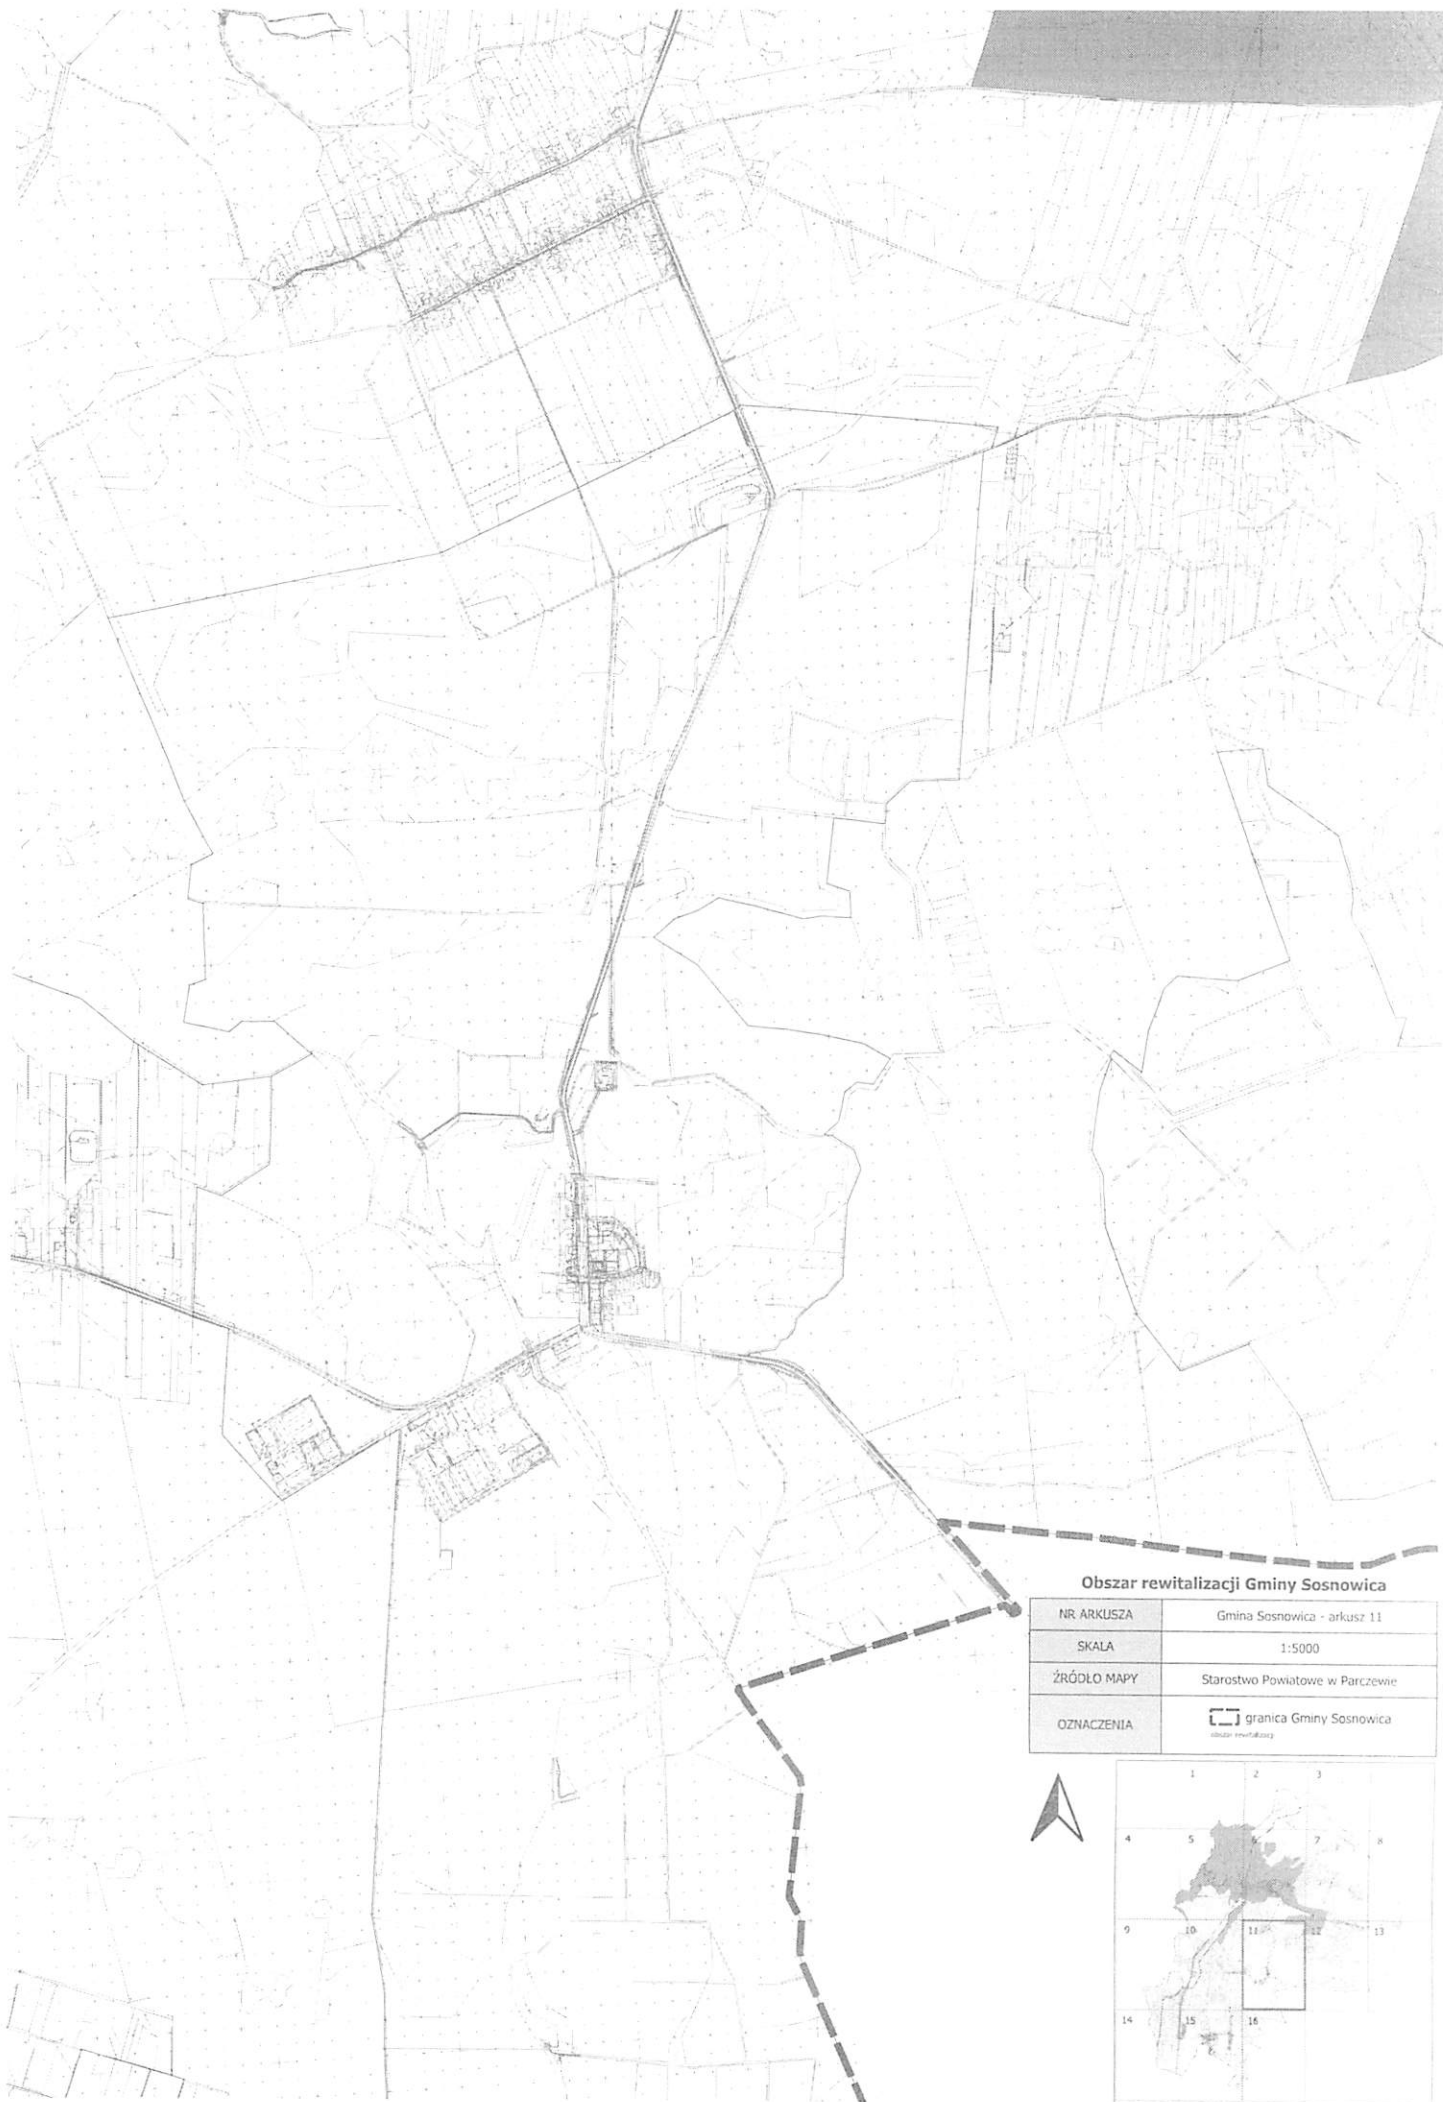 Obszar rewitalizacji Gminy Sosnowica
NR ARKUSZA
Gmina Sosnowica - arkusz 11
SKALA
1:5000
ŹRÓDŁO MAPY
Starostwo Powiatowe w Parczewie
OZNACZENIA
granica Gminy Sosnowica
obszar rewitalizacji
1 2 3
4 5 6 7 8
9 10 11 12 13
14 15 16